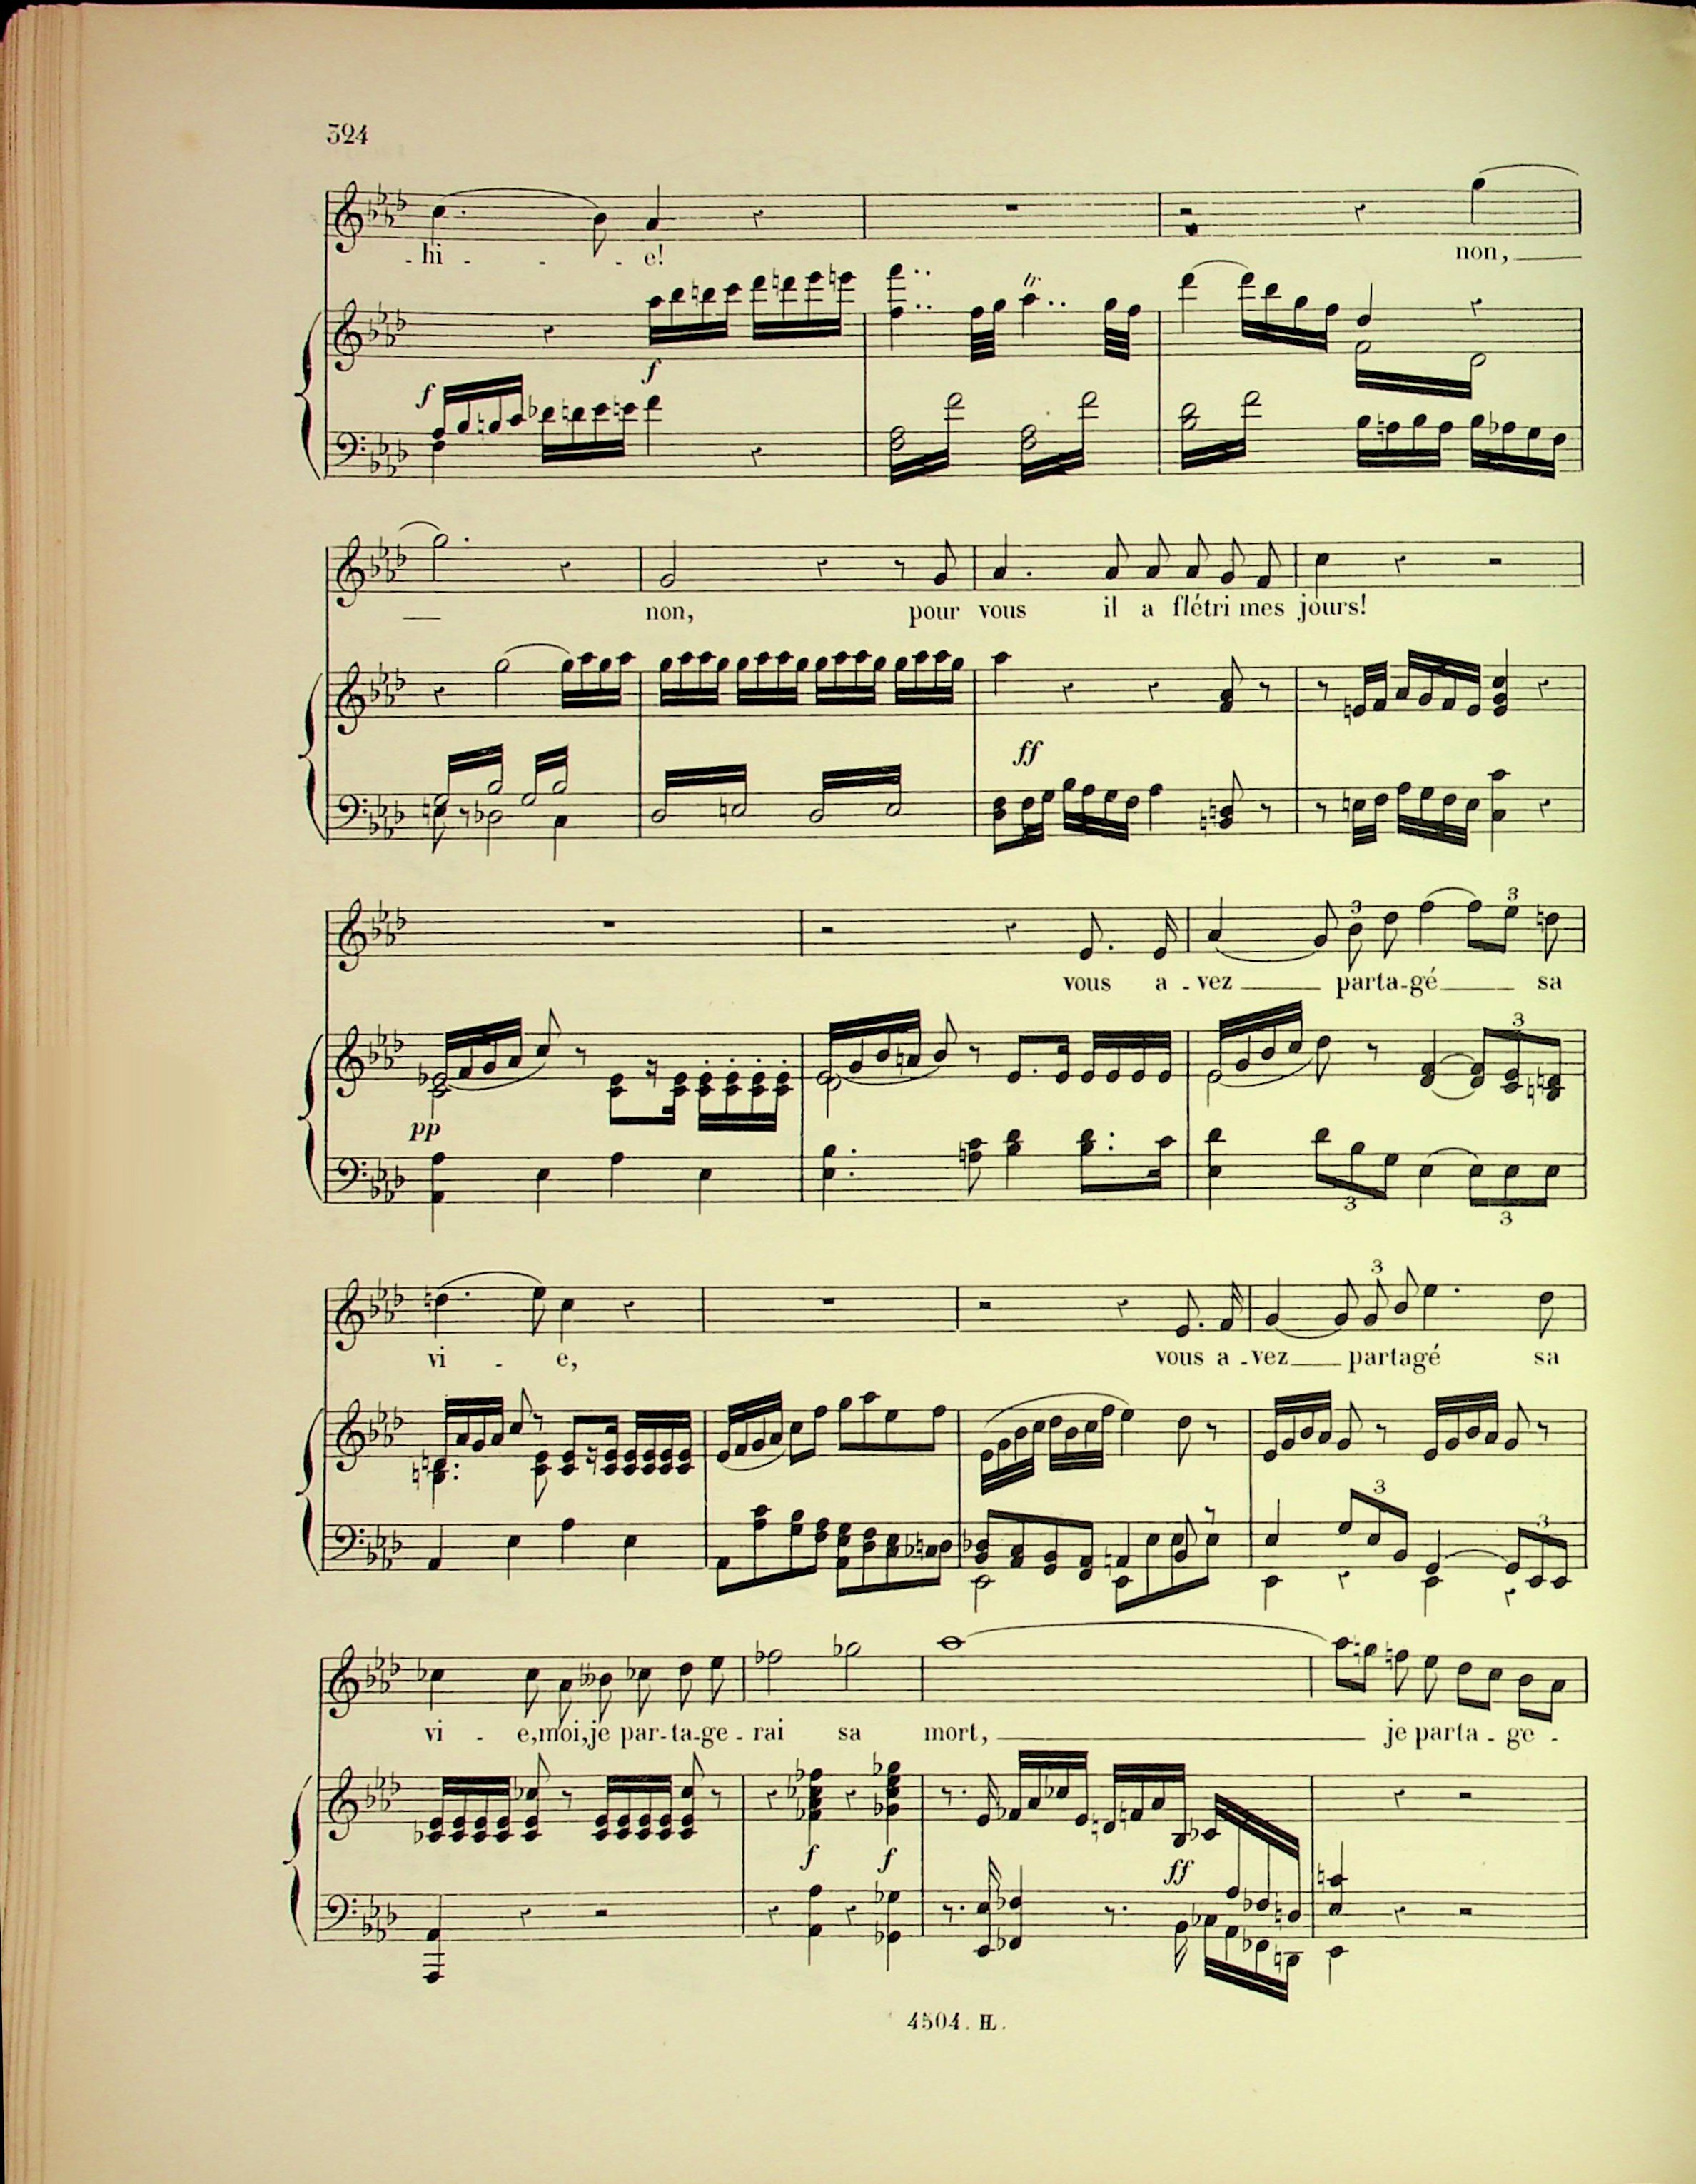 324
- hi - - - e! non,
f
f
tr
non, pour vous il a flétri mes jours!
ff
vous a - vez partagé sa
3 3
3
pp
3 3
vi - e, vous a - vez partagé sa
3
3
3
vi - e, moi, je par - ta - ge - rai sa mort, je parta - ge -
f f ff
4504. H.